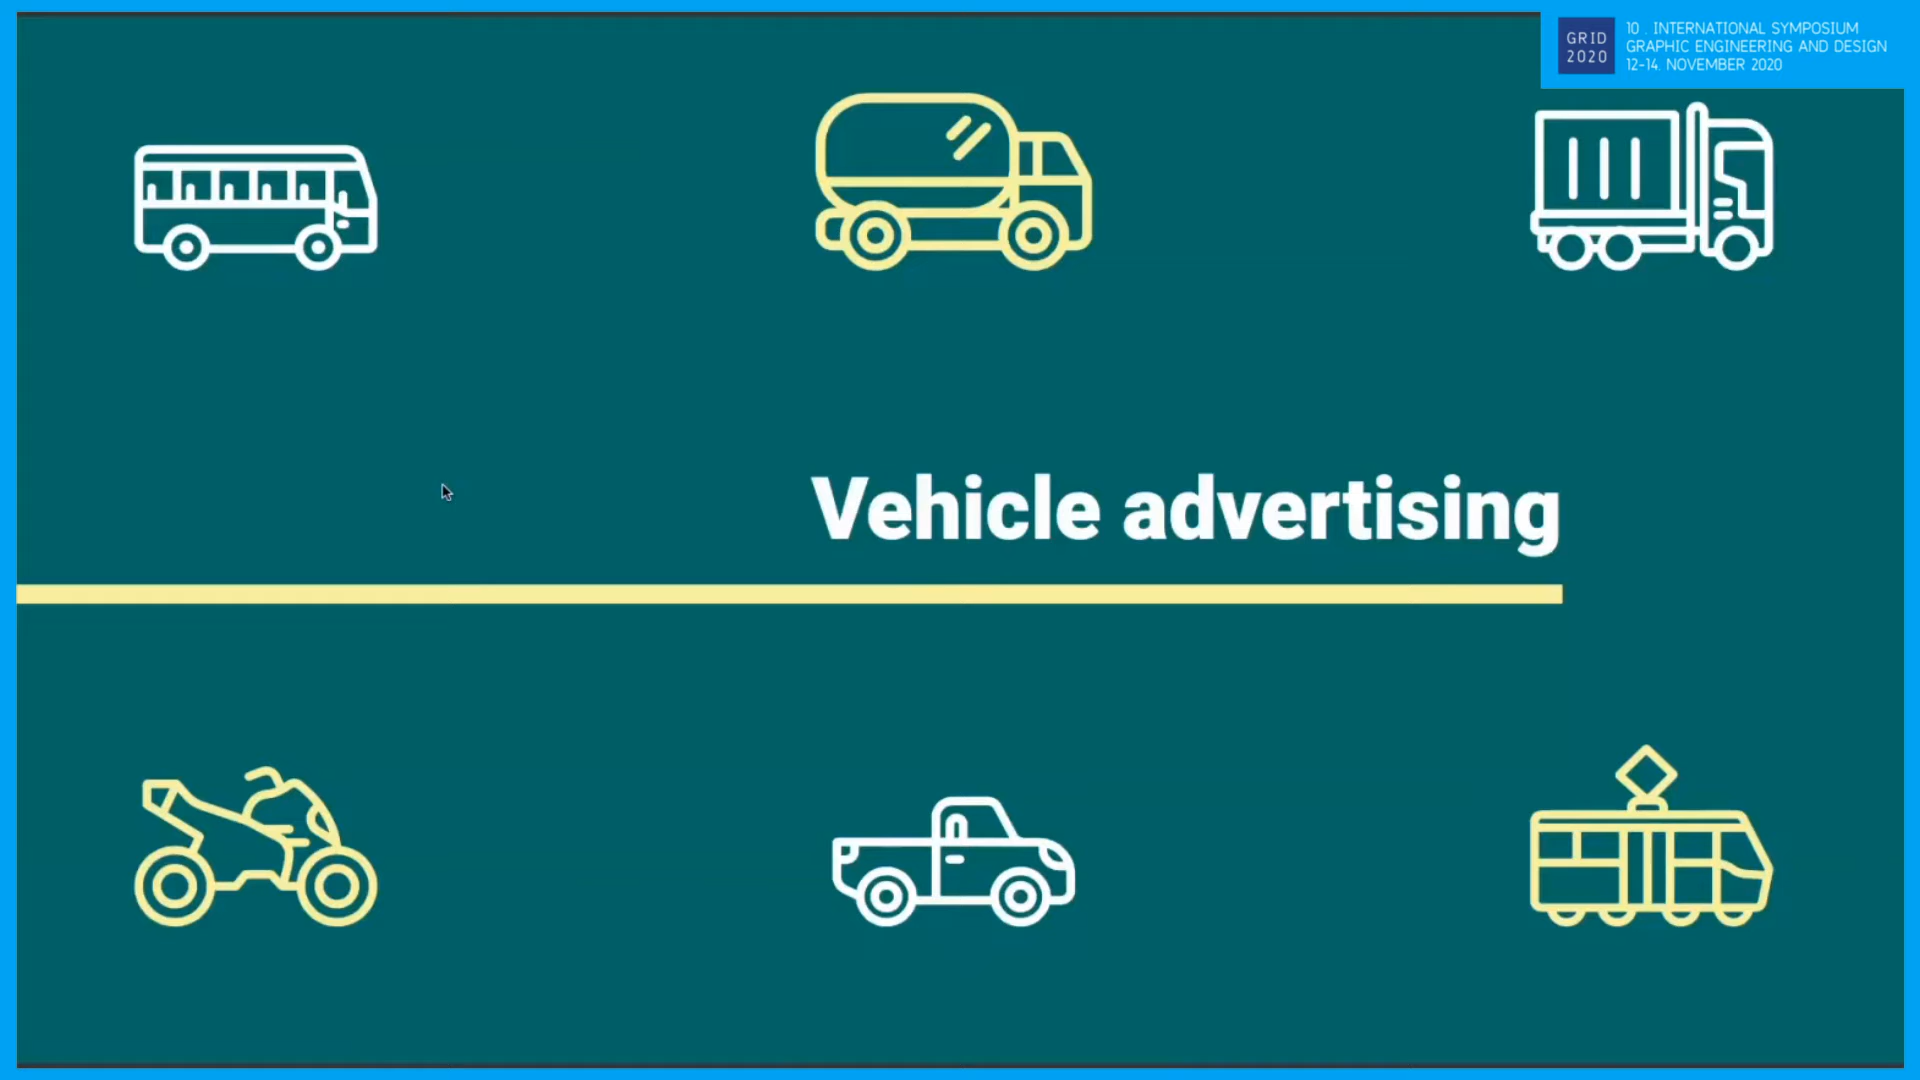 GRID
2020
10 . INTERNATIONAL SYMPOSIUM
GRAPHIC ENGINEERING AND DESIGN
12-14. NOVEMBER 2020
Vehicle advertising